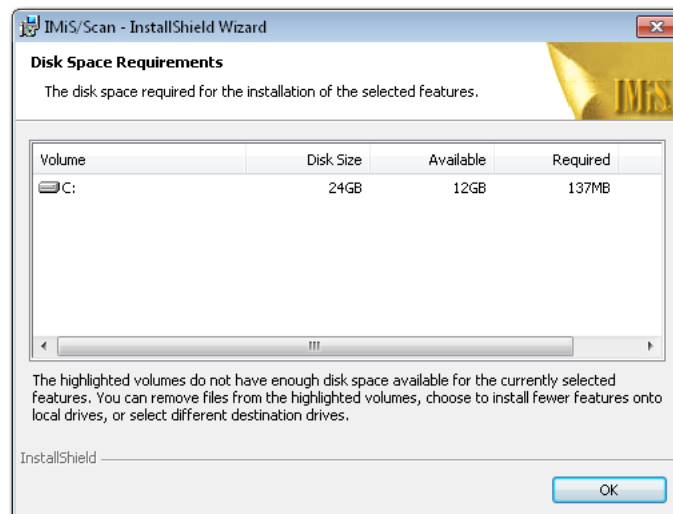 IMiS/Scan - InstallShield Wizard
Disk Space Requirements
The disk space required for the installation of the selected features.
IMiS
Volume Disk Size Available Required
C: 24GB 12GB 137MB
The highlighted volumes do not have enough disk space available for the currently selected
features. You can remove files from the highlighted volumes, choose to install fewer features onto
local drives, or select different destination drives.
InstallShield
OK